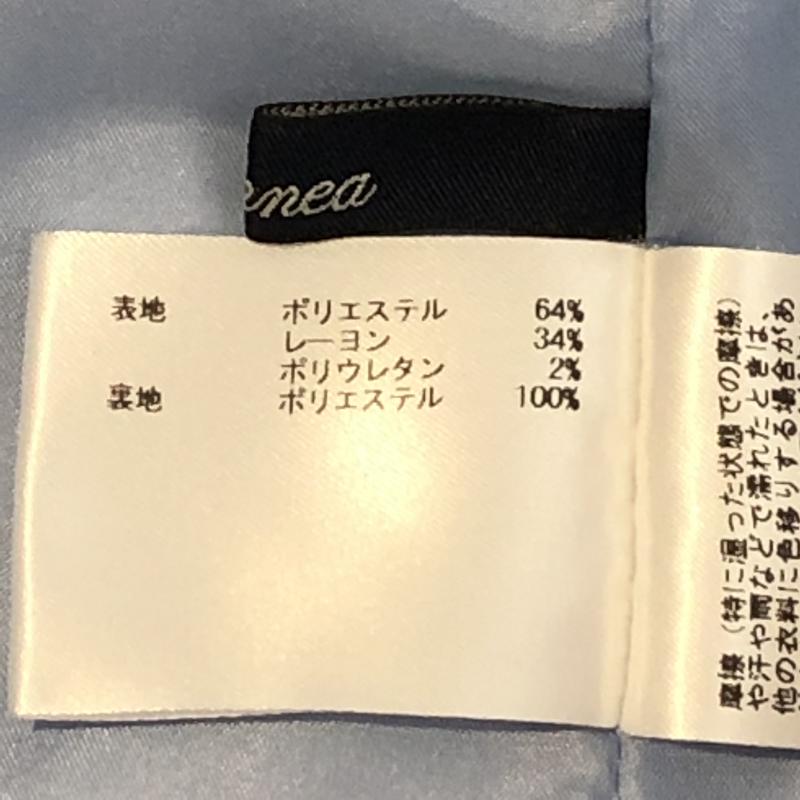 enea
表地 ポリエステル 64%
レーヨン 34%
ポリウレタン 2%
裏地 ポリエステル 100%
摩擦(特に湿った状態での摩擦)
や汗や雨などで濡れたときは、
他の衣料に色移りする場合があ